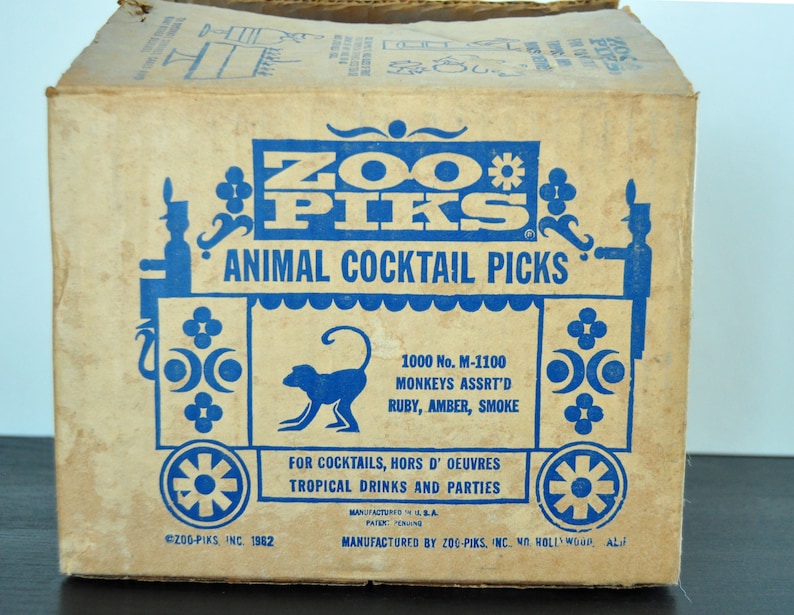 ZOO
PIKS®
ANIMAL COCKTAIL PICKS
1000 No. M-1100
MONKEYS ASSRT'D
RUBY, AMBER, SMOKE
FOR COCKTAILS, HORS D' OEUVRES
TROPICAL DRINKS AND PARTIES
MANUFACTURED IN U.S.A.
PATENT PENDING
©ZOO-PIKS, INC. 1962
MANUFACTURED BY ZOO-PIKS, INC., NO. HOLLYWOOD, CALIF